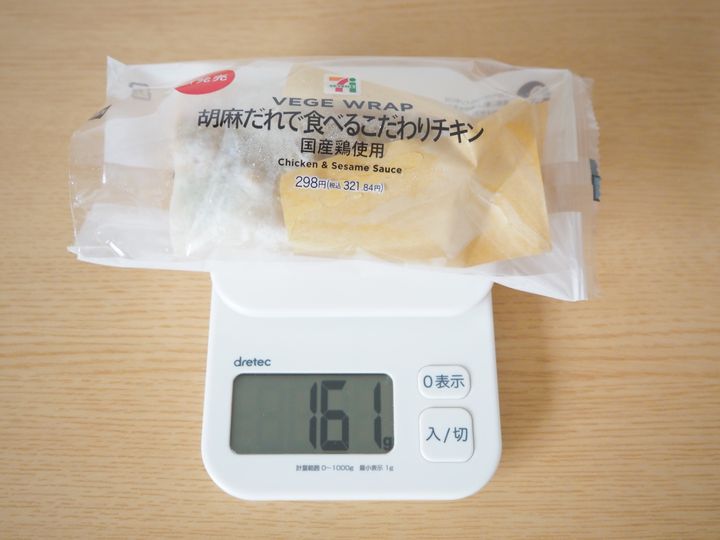 7i
ELEVEN
VEGE WRAP
胡麻だれで食べるこだわりチキン
国産鶏使用
Chicken & Sesame Sauce
298円(税込 321.84円)
dretec
161g
0表示
入/切
計量範囲 0~1000g 最小表示 1g